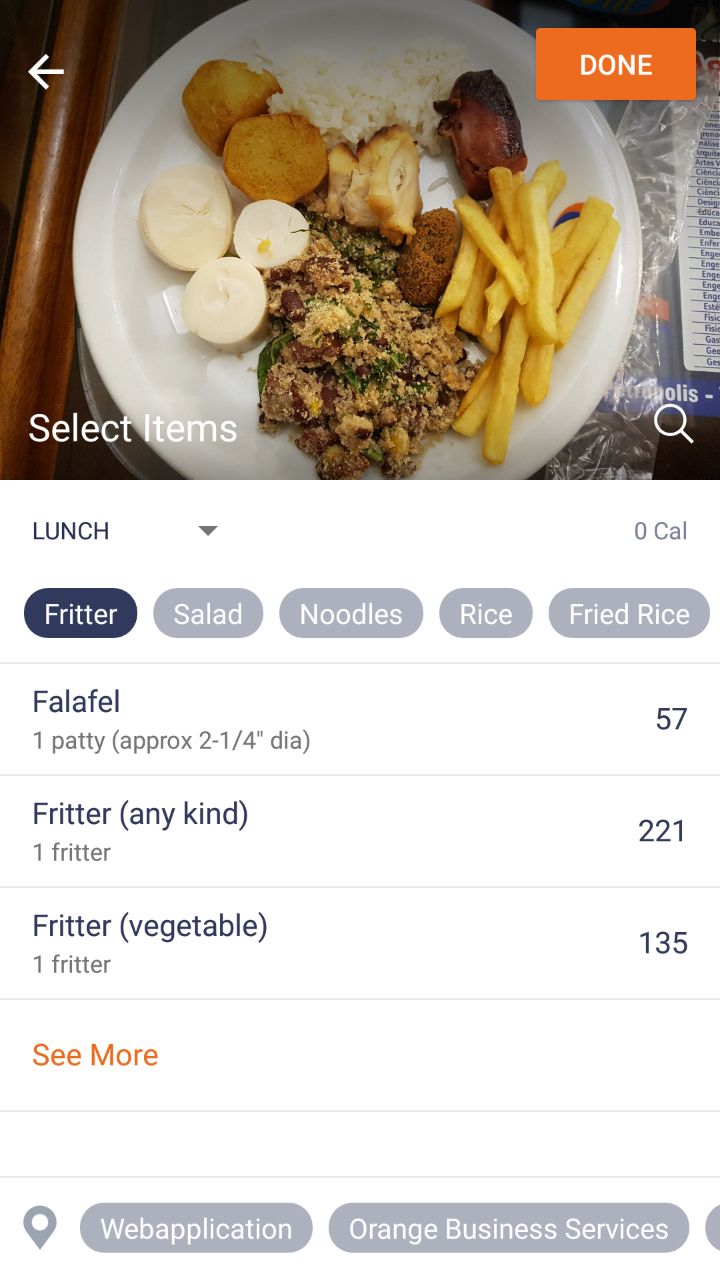 DONE
Select Items
LUNCH
0 Cal
Fritter
Salad
Noodles
Rice
Fried Rice
Falafel
57
1 patty (approx 2-1/4" dia)
Fritter (any kind)
221
1 fritter
Fritter (vegetable)
135
1 fritter
See More
Webapplication
Orange Business Services